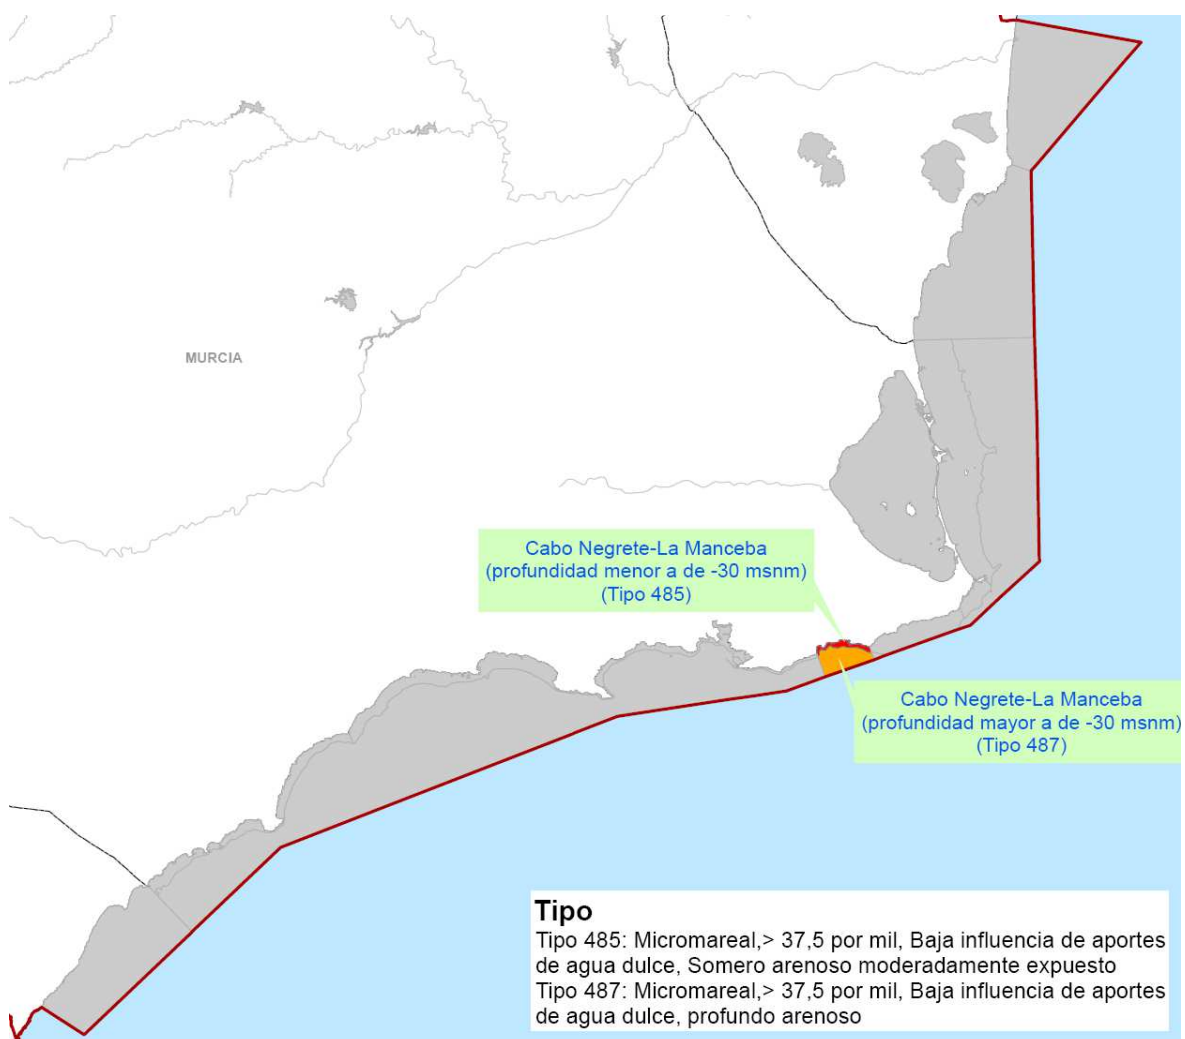 MURCIA
Cabo Negrete-La Manceba
(profundidad menor a de -30 msnm)
(Tipo 485)
Cabo Negrete-La Manceba
(profundidad mayor a de -30 msnm)
(Tipo 487)
Tipo
Tipo 485: Micromareal,> 37,5 por mil, Baja influencia de aportes
de agua dulce, Somero arenoso moderadamente expuesto
Tipo 487: Micromareal,> 37,5 por mil, Baja influencia de aportes
de agua dulce, profundo arenoso